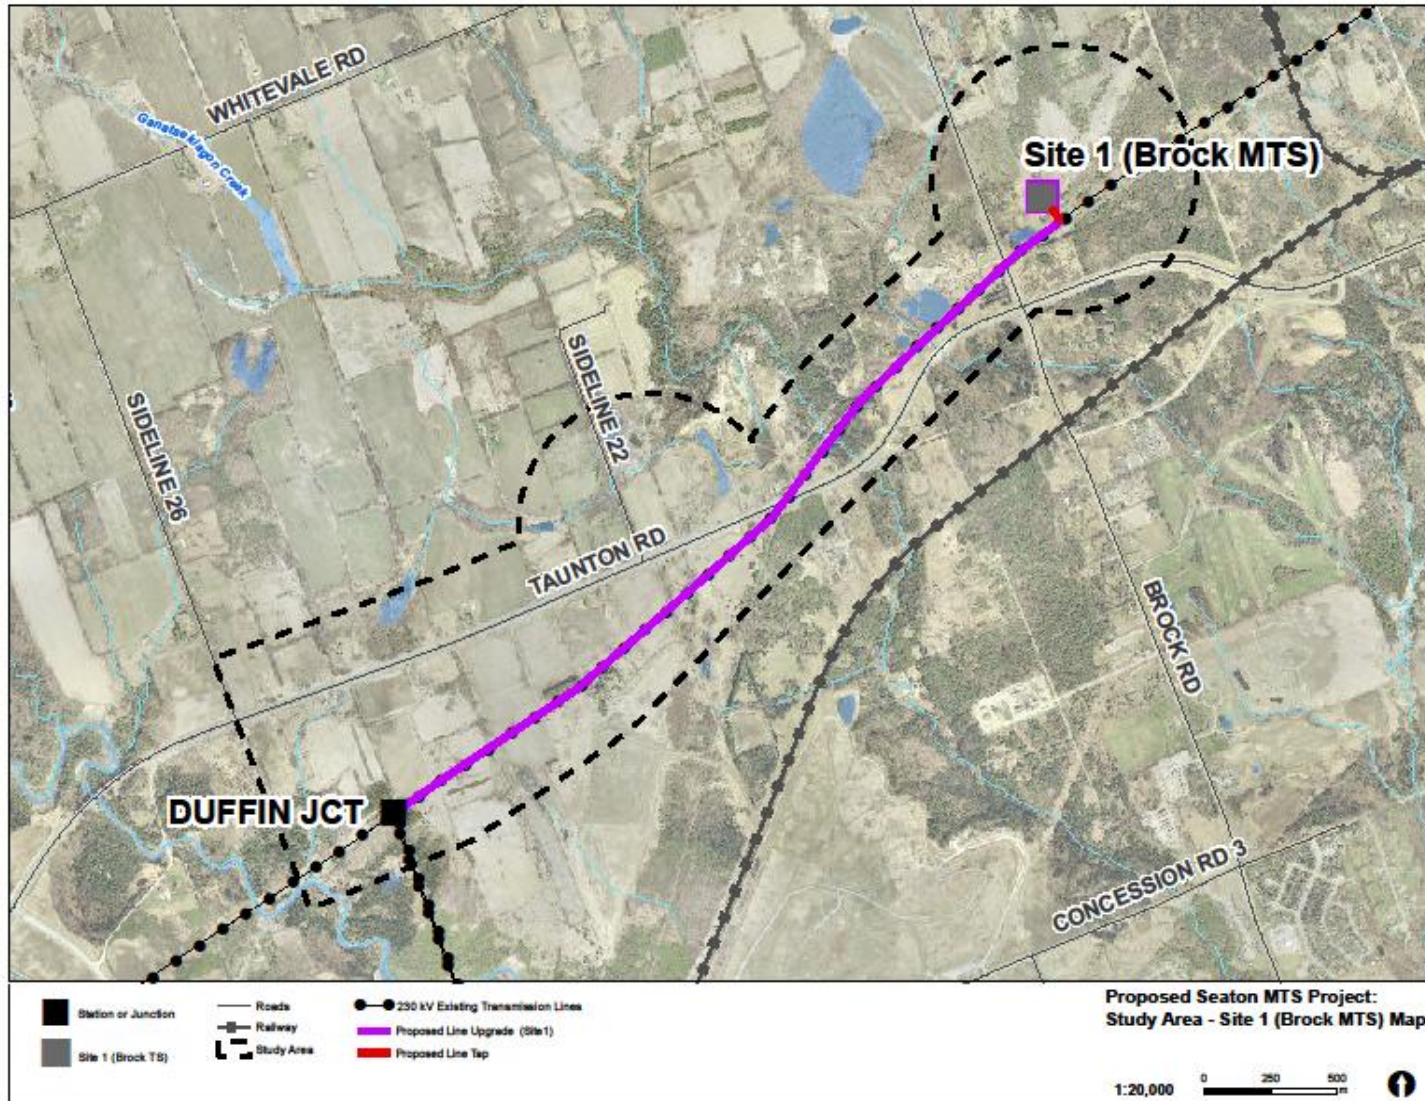 WHITEVALE RD
Ganatsekiagon Creek
Site 1 (Brock MTS)
SIDELINE 26
SIDELINE 22
TAUNTON RD
BROCK RD
DUFFIN JCT
CONCESSION RD 3
Station or Junction
Site 1 (Brock TS)
Roads
Railway
Study Area
230 kV Existing Transmission Lines
Proposed Line Upgrade (Site1)
Proposed Line Tap
Proposed Seaton MTS Project:
Study Area - Site 1 (Brock MTS) Map
1:20,000
0 250 500
m